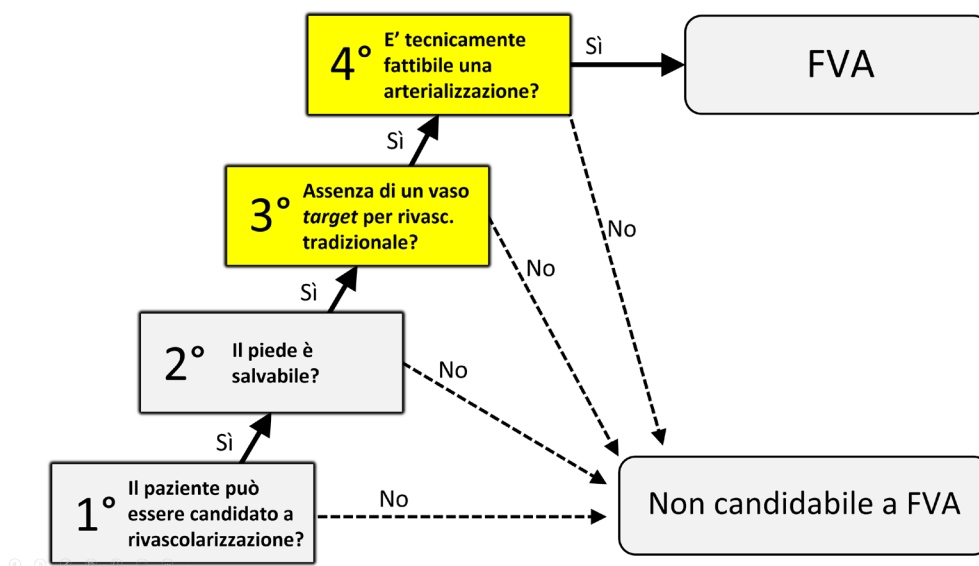 4°
E' tecnicamente
fattibile una
arterializzazione?
Sì
FVA
Sì
No
3°
Assenza di un vaso
target per rivasc.
tradizionale?
No
Sì
2°
Il piede è
salvabile?
No
Sì
1°
Il paziente può
essere candidato a
rivascolarizzazione?
No
Non candidabile a FVA